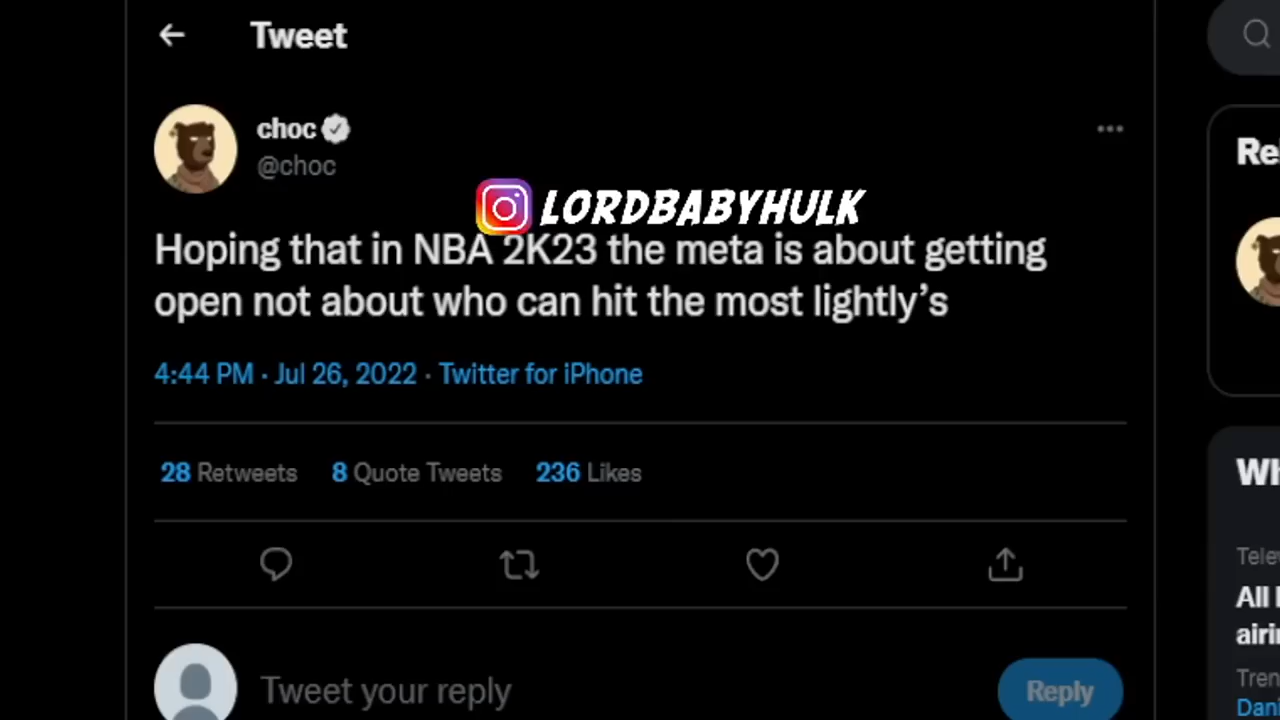 Tweet
choc
@choc
LORDBABYHULK
Hoping that in NBA 2K23 the meta is about getting
open not about who can hit the most lightly’s
4:44 PM · Jul 26, 2022 · Twitter for iPhone
28 Retweets 8 Quote Tweets 236 Likes
Tweet your reply
Reply
Re
Wh
Tele
All
airi
Tren
Dani